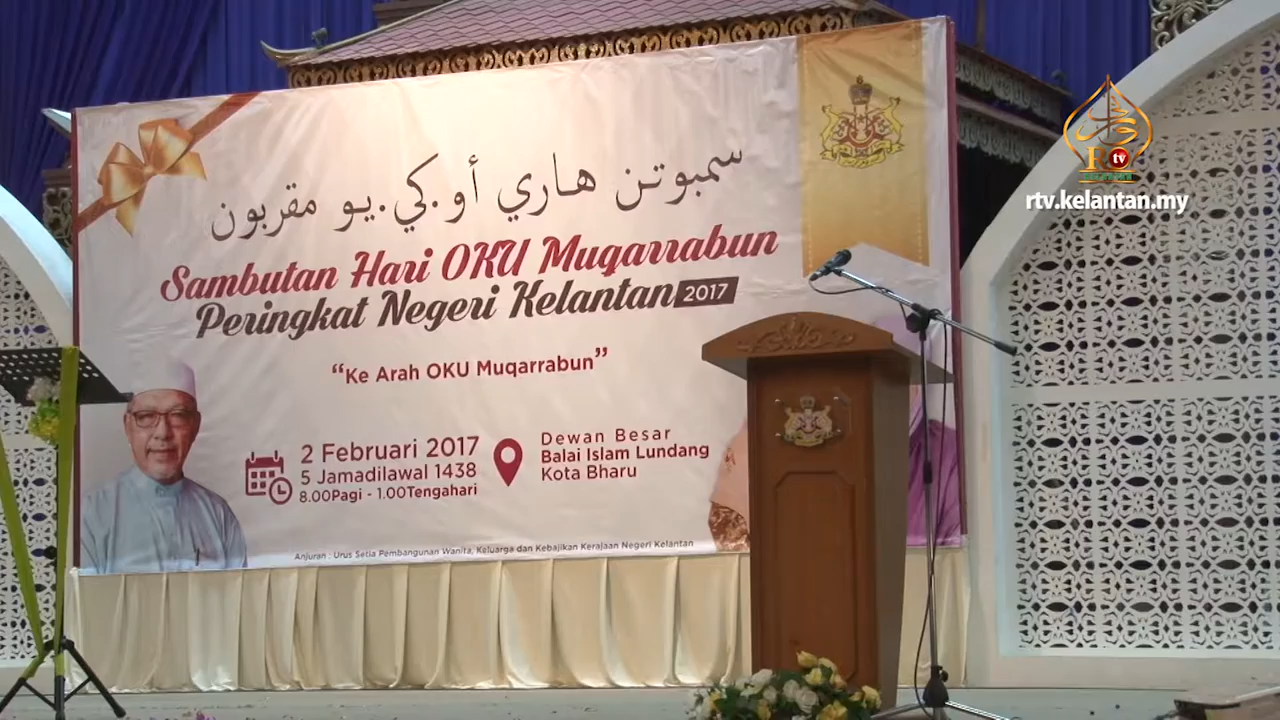 سمبوتن هاري أو.كي.يو مقربون
Sambutan Hari OKU Muqarrabun
Peringkat Negeri Kelantan 2017
“Ke Arah OKU Muqarrabun”
2 Februari 2017
5 Jamadilawal 1438
8.00Pagi - 1.00Tengahari
Dewan Besar
Balai Islam Lundang
Kota Bharu
Anjuran : Urus Setia Pembangunan Wanita, Keluarga dan Kebajikan Kerajaan Negeri Kelantan
tv
rtv.kelantan.my